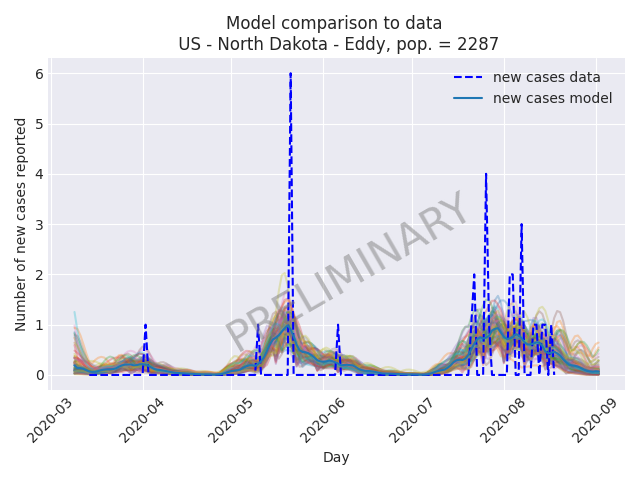 Model comparison to data
US - North Dakota - Eddy, pop. = 2287
new cases data
new cases model
PRELIMINARY
Number of new cases reported
6
5
4
3
2
1
0
2020-03
2020-04
2020-05
2020-06
2020-07
2020-08
2020-09
Day